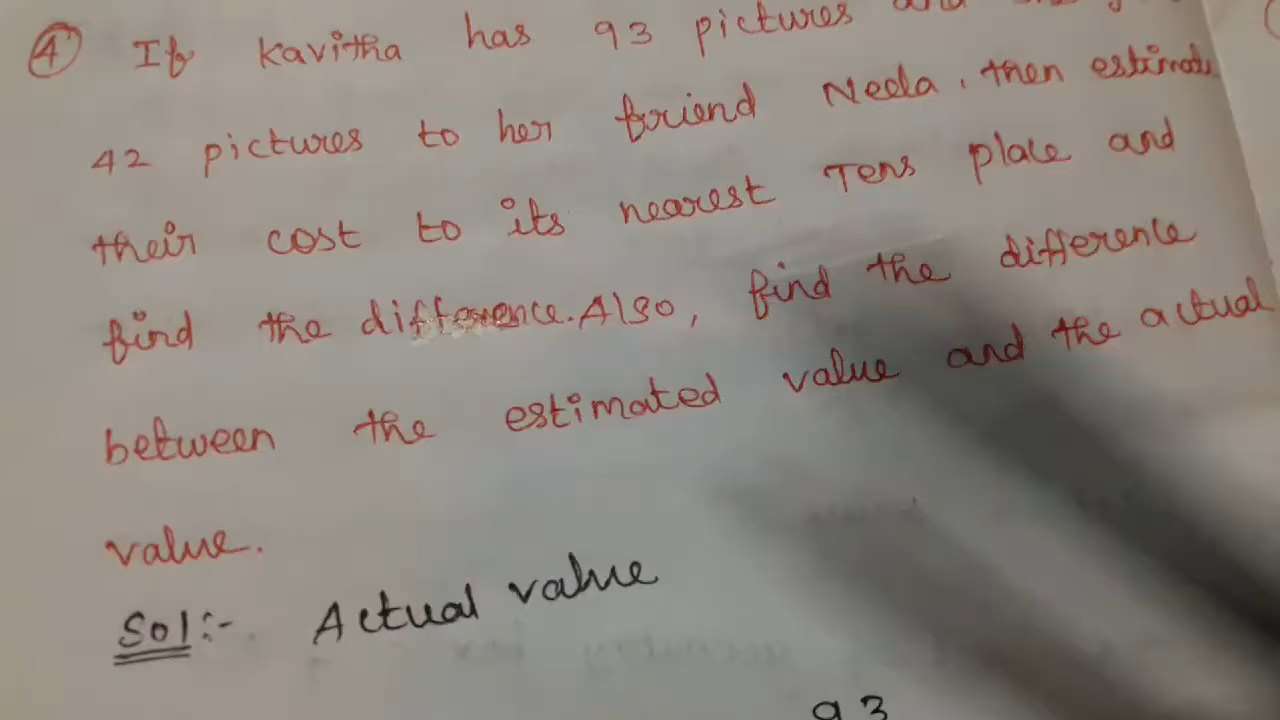 4 If Kavitha has 93 pictures and
42 pictures to her friend Neela, then estimate
their cost to its nearest Tens place and
find the difference. Also, find the difference
between the estimated value and the actual
value.
Sol:- Actual value
93